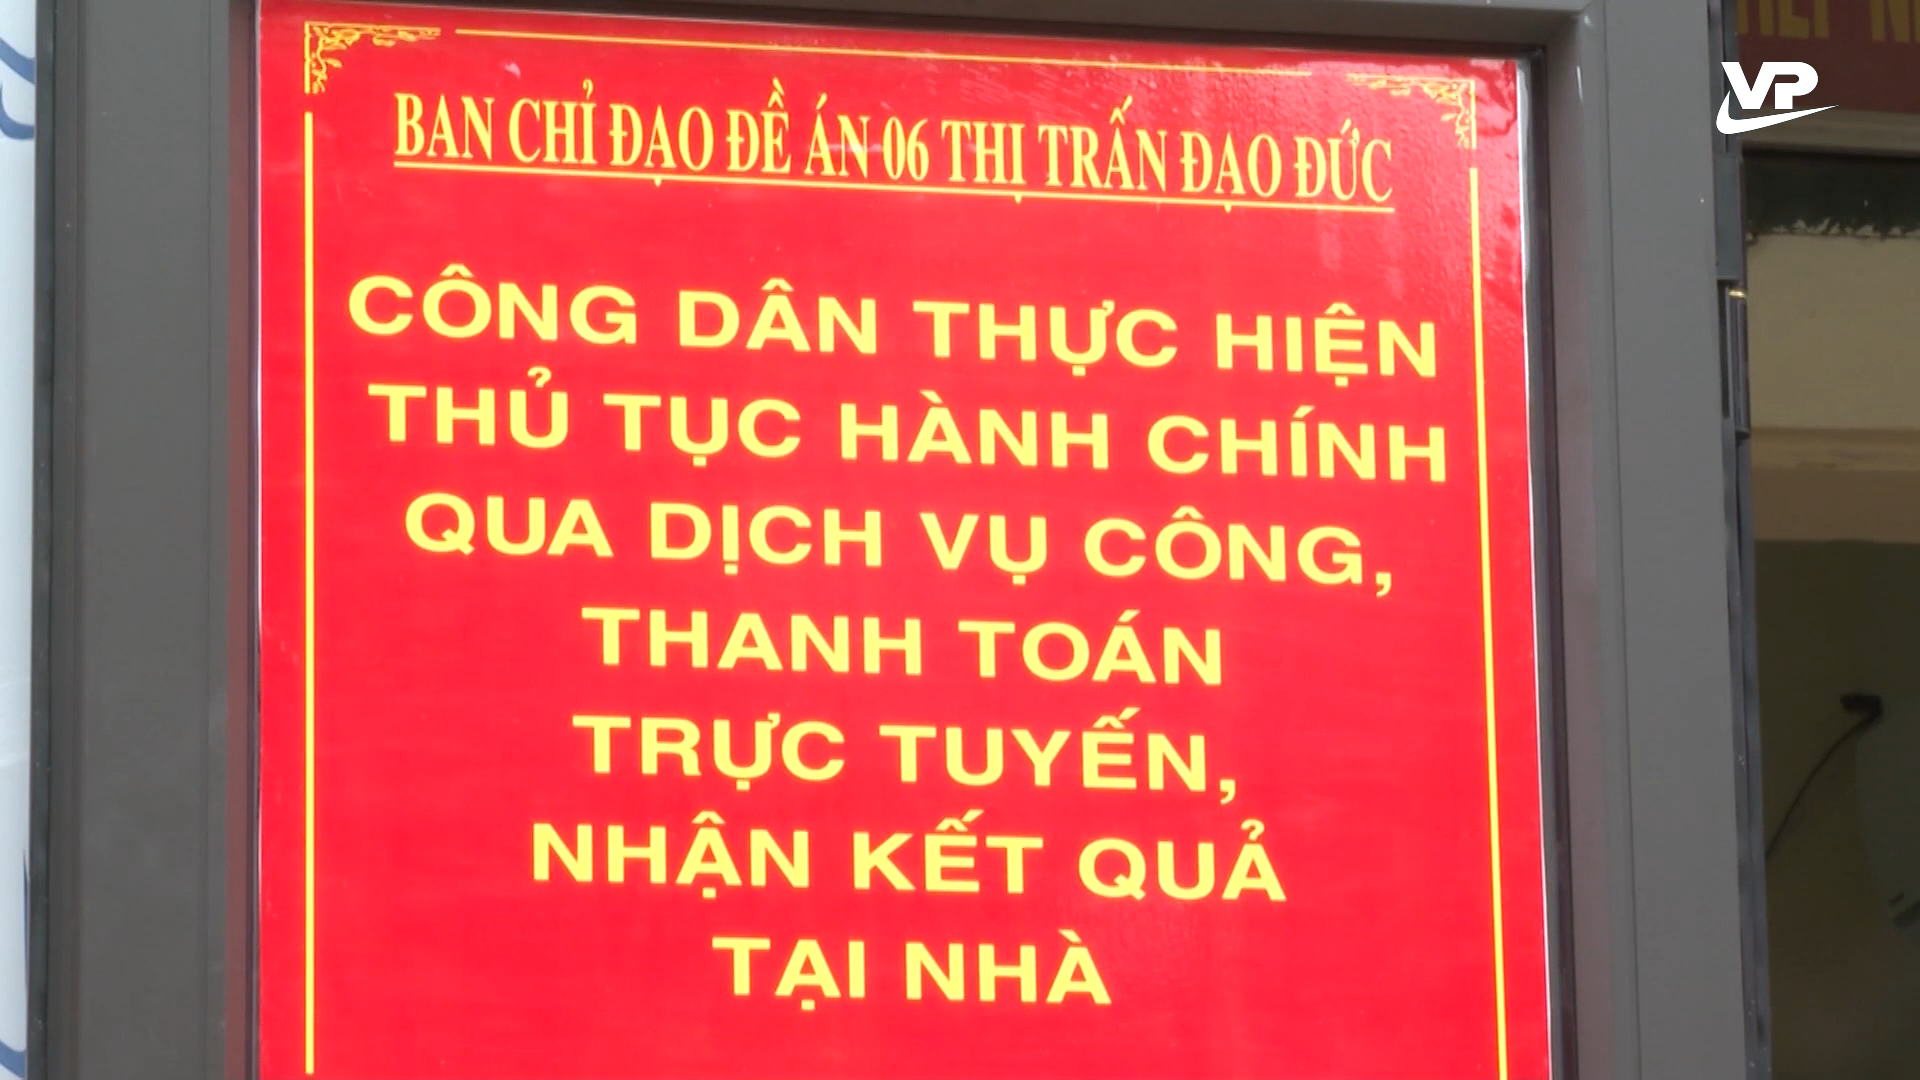 VP
BAN CHỈ ĐẠO ĐỀ ÁN 06 THỊ TRẤN ĐẠO ĐỨC
CÔNG DÂN THỰC HIỆN
THỦ TỤC HÀNH CHÍNH
QUA DỊCH VỤ CÔNG,
THANH TOÁN
TRỰC TUYẾN,
NHẬN KẾT QUẢ
TẠI NHÀ